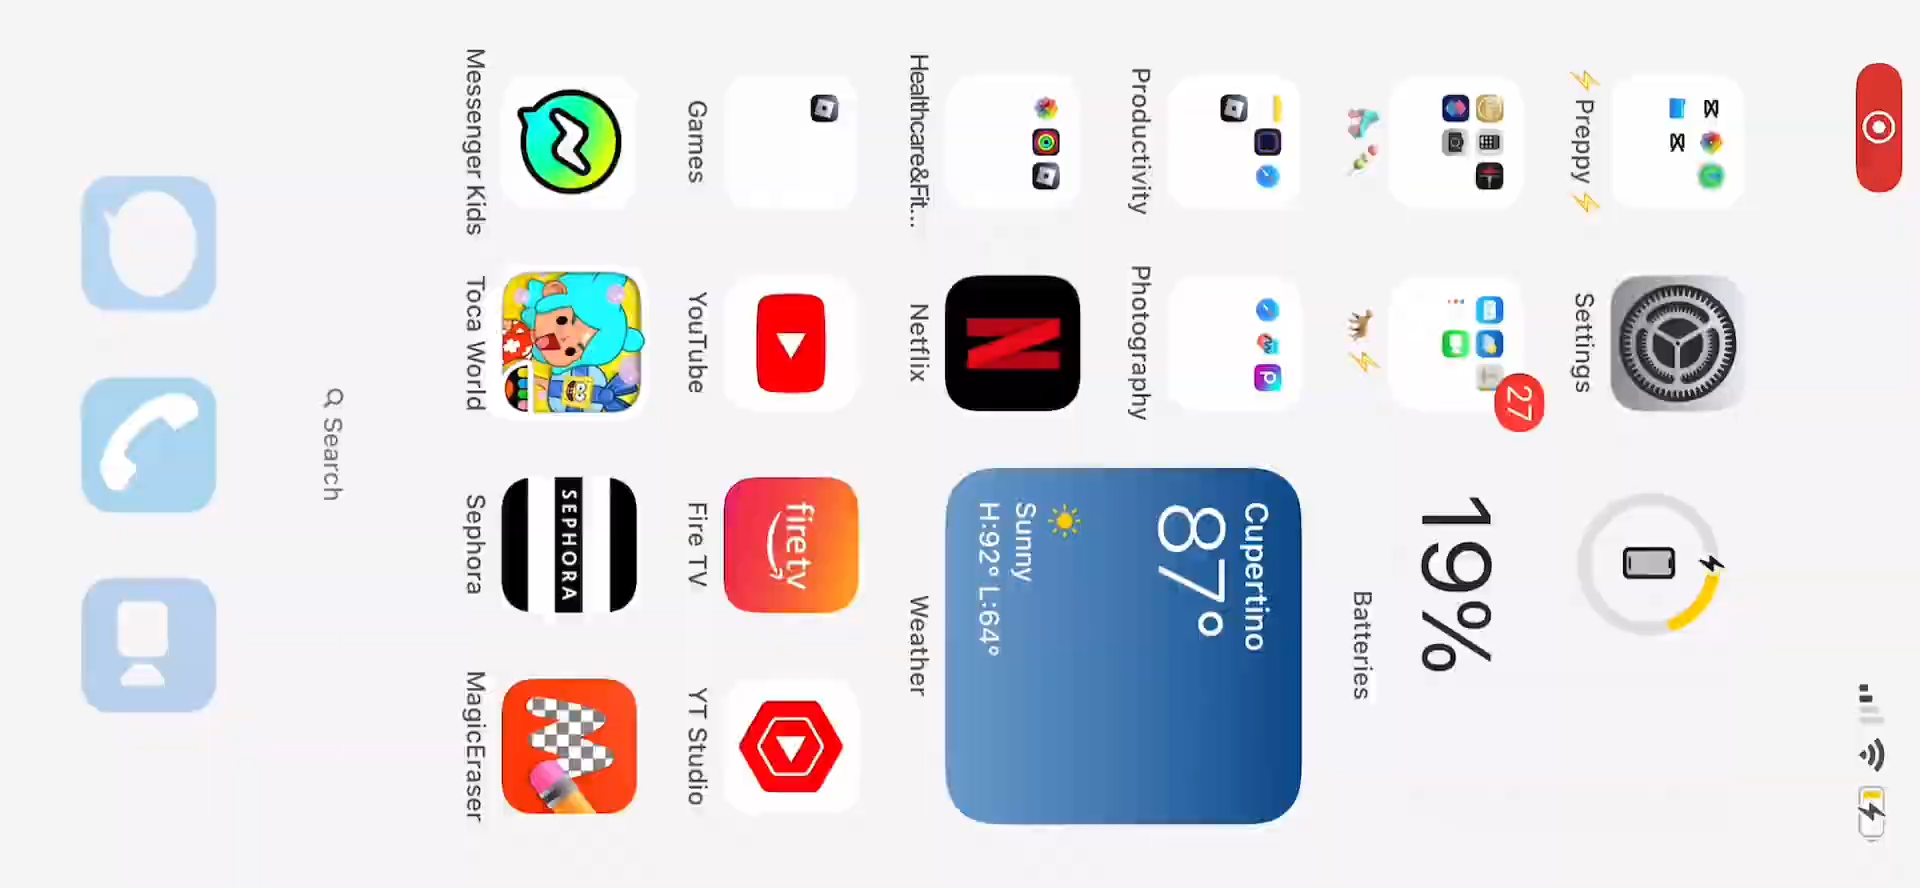 ⚡ Preppy ⚡
Settings
27
19%
Batteries
Productivity
Photography
Cupertino
87°
Sunny
H:92° L:64°
Weather
Healthcare&Fit...
Netflix
Games
YouTube
fire tv
Fire TV
YT Studio
Messenger Kids
Toca World
SEPHORA
Sephora
MagicEraser
Search